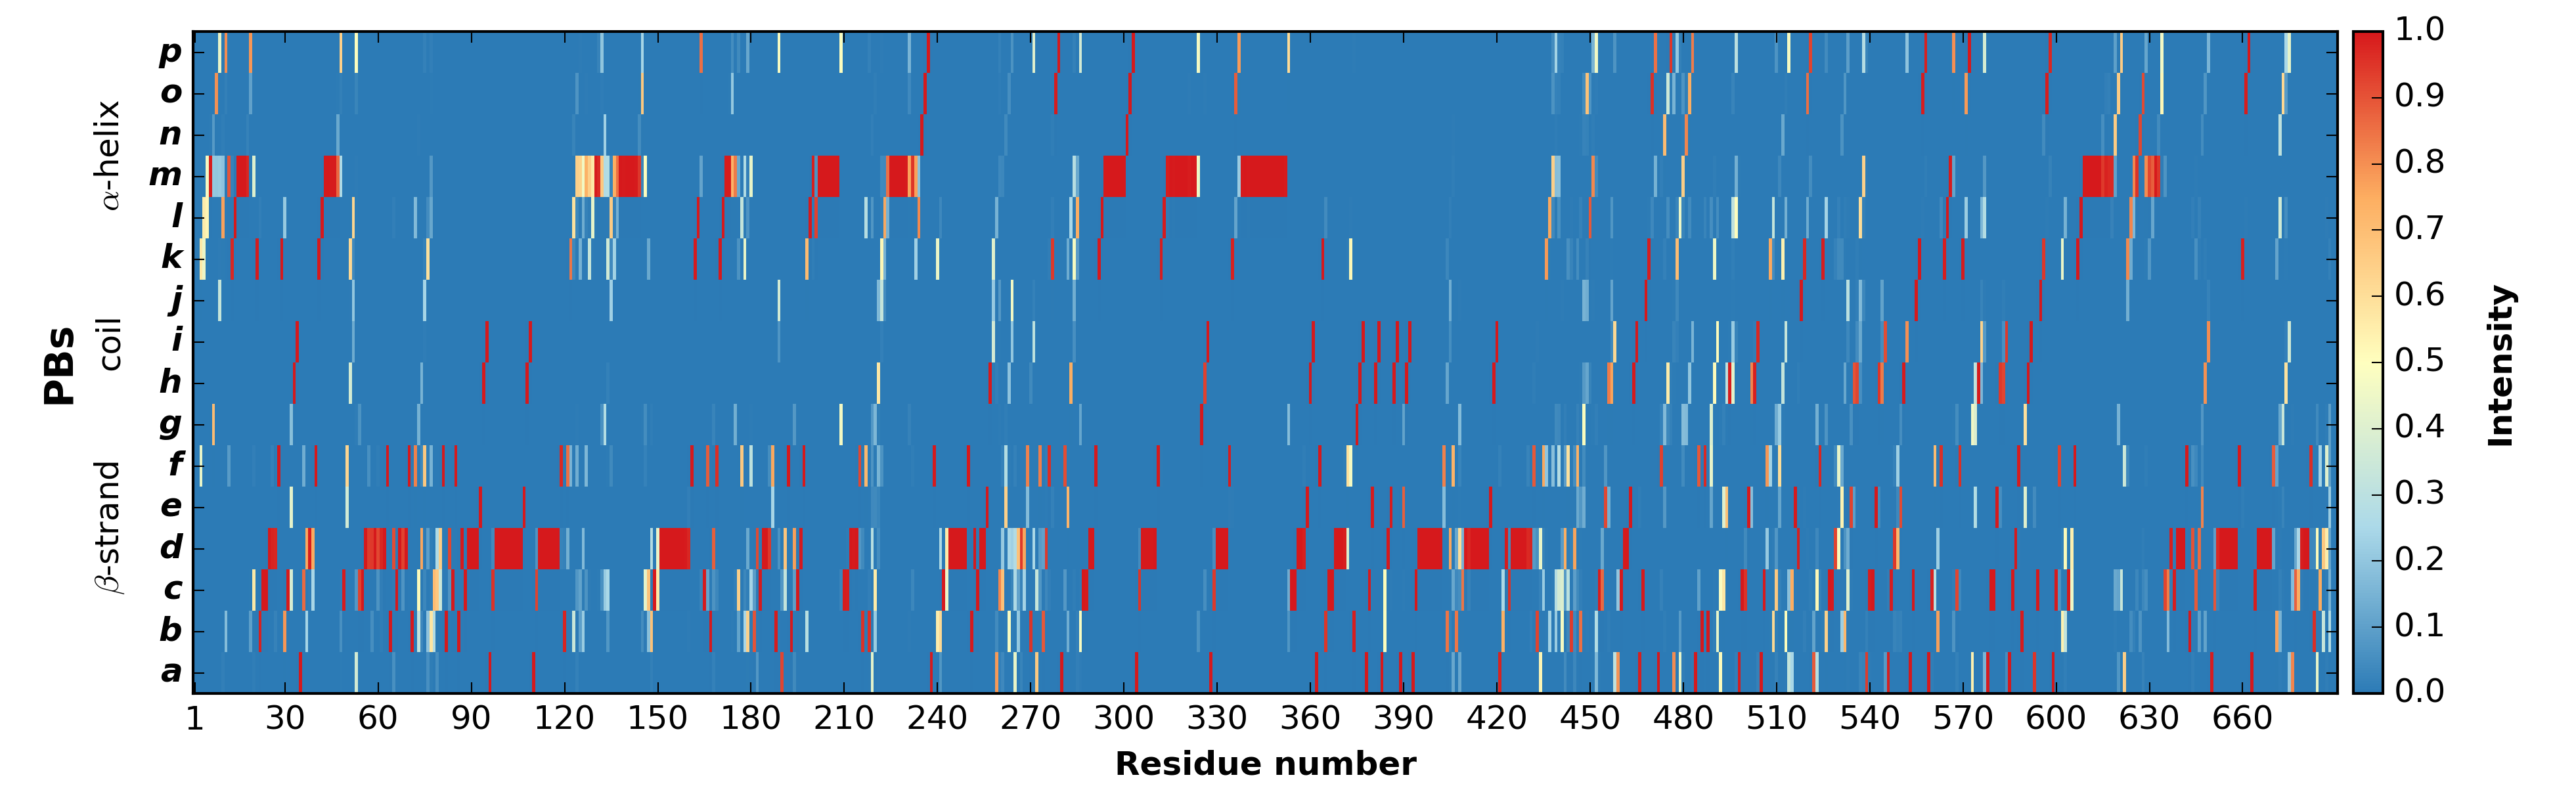 PBs
α-helix
coil
β-strand
p
o
n
m
l
k
j
i
h
g
f
e
d
c
b
a
1 30 60 90 120 150 180 210 240 270 300 330 360 390 420 450 480 510 540 570 600 630 660
Residue number
1.0
0.9
0.8
0.7
0.6
0.5
0.4
0.3
0.2
0.1
0.0
Intensity